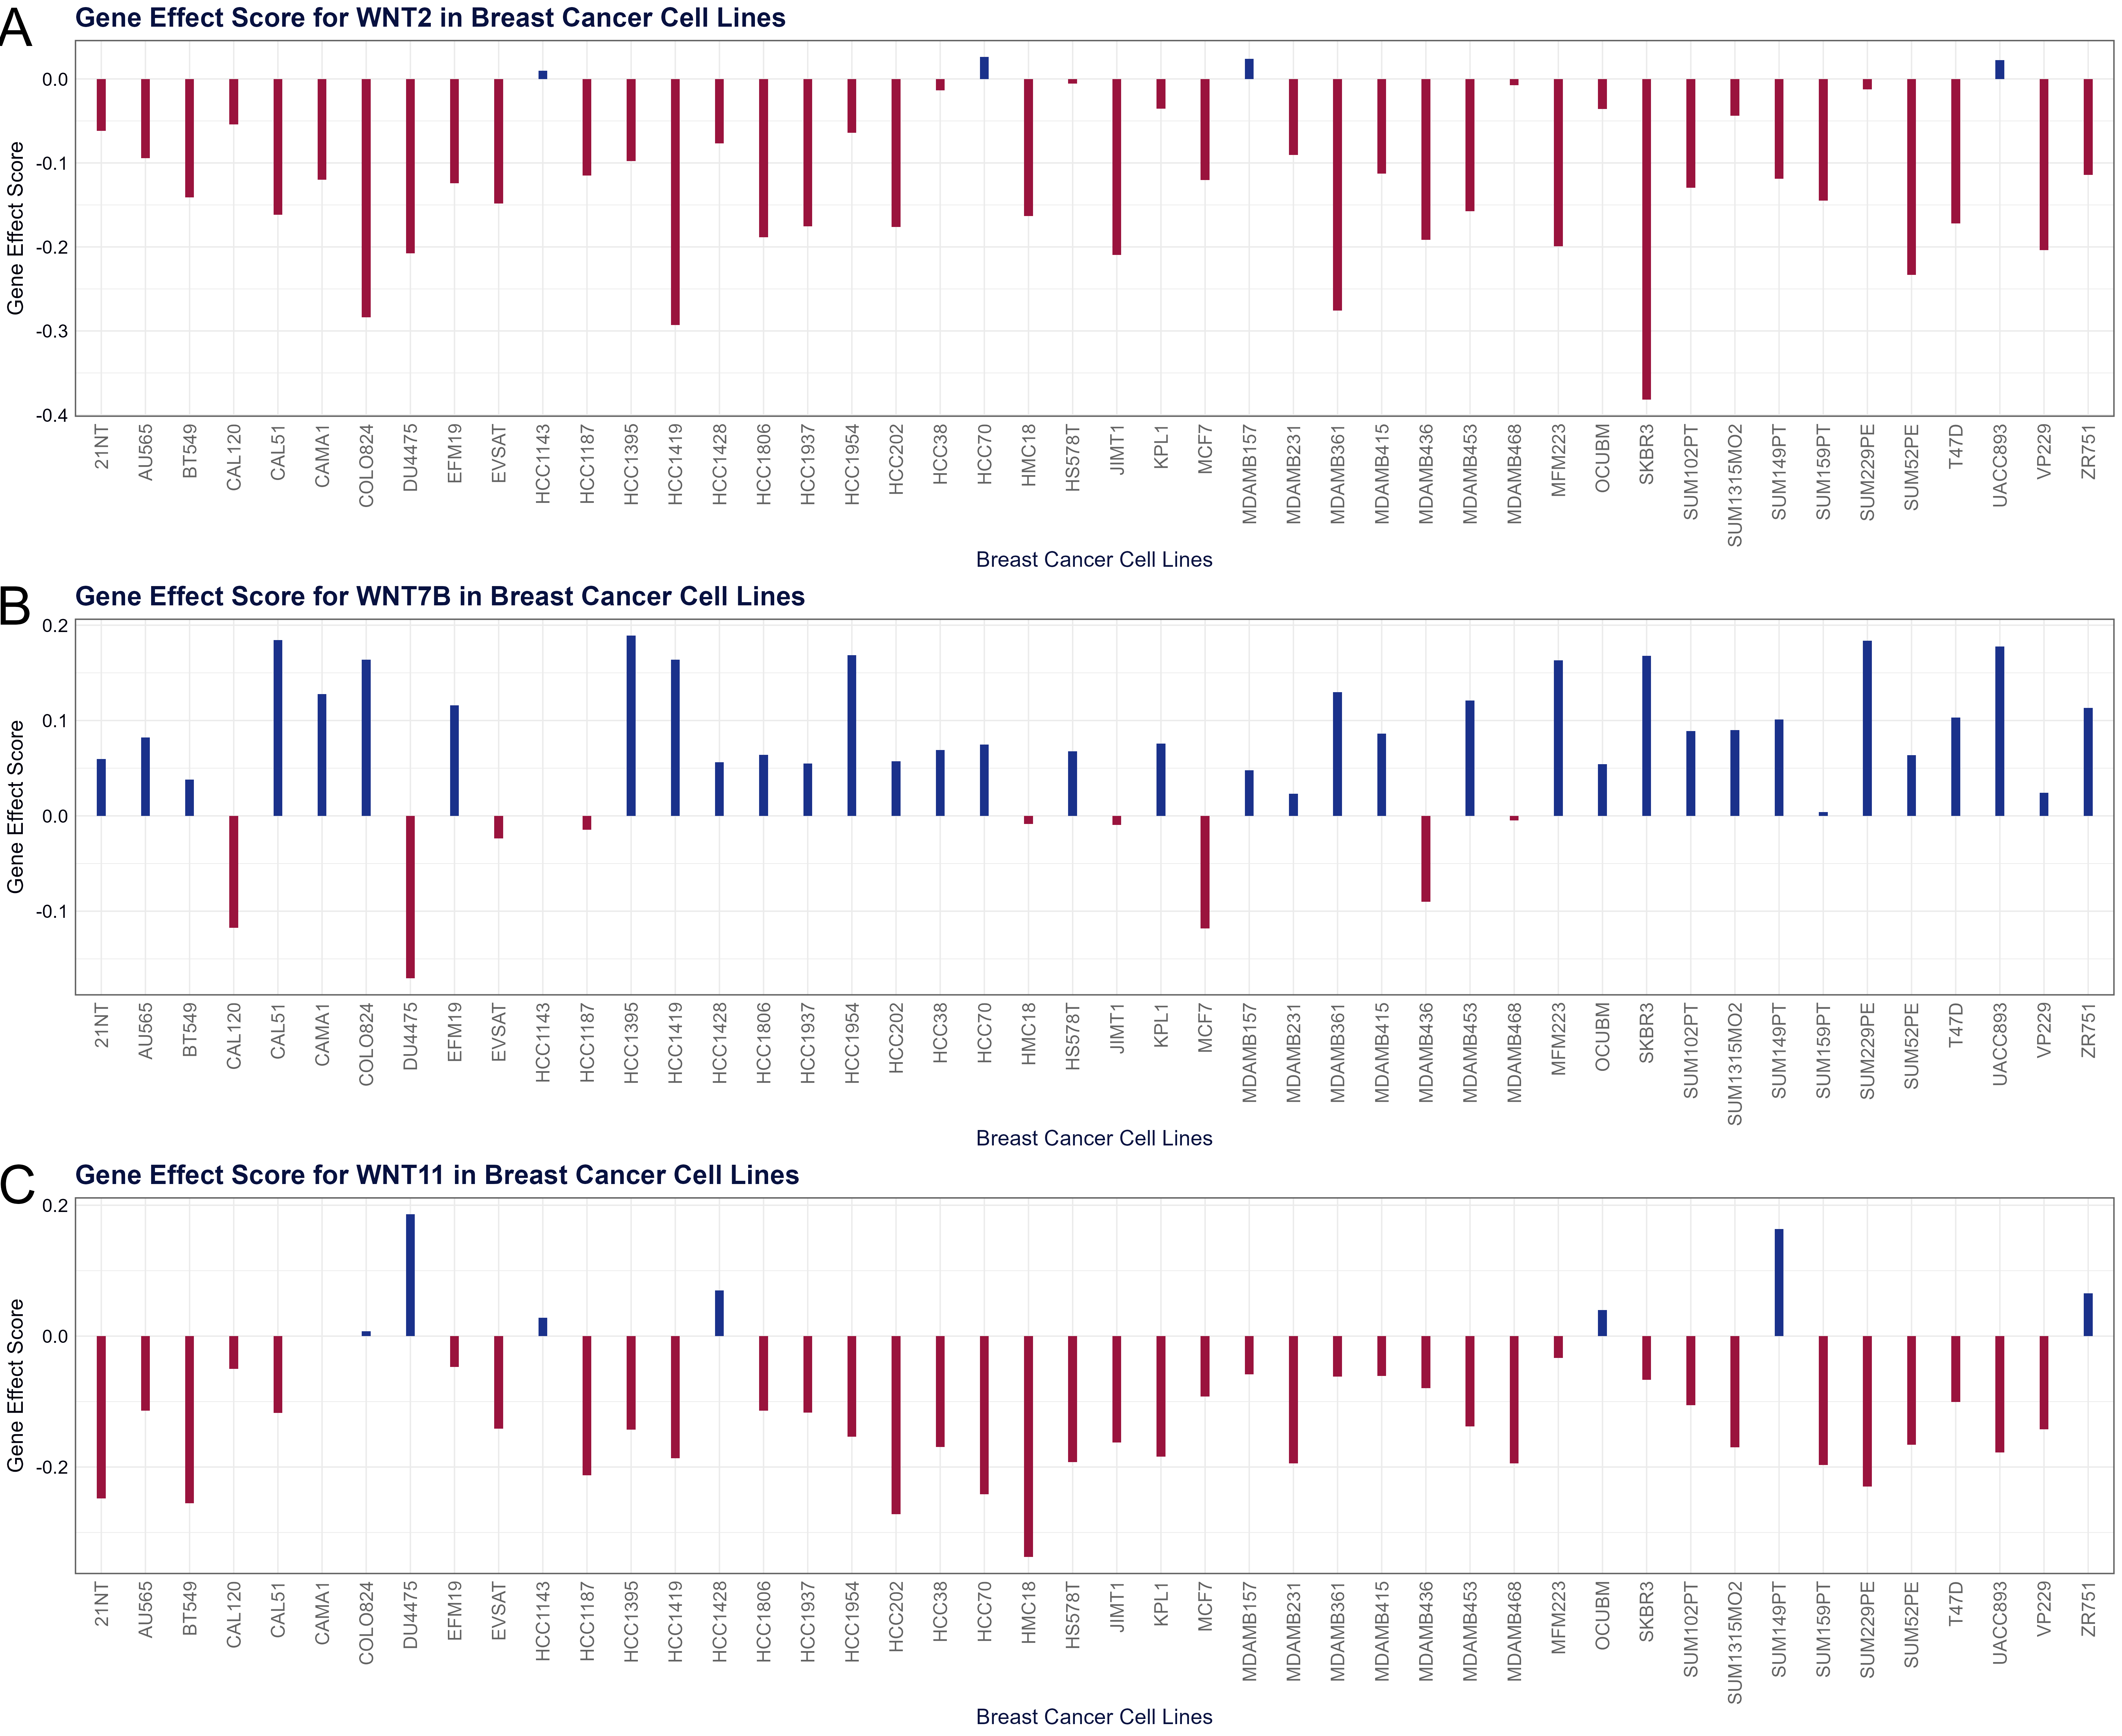 A
Gene Effect Score for WNT2 in Breast Cancer Cell Lines
Gene Effect Score
0.0
-0.1
-0.2
-0.3
-0.4
21NT AU565 BT549 CAL120 CAL51 CAMA1 COLO824 DU4475 EFM19 EVSAT HCC1143 HCC1187 HCC1395 HCC1419 HCC1428 HCC1806 HCC1937 HCC1954 HCC202 HCC38 HCC70 HMC18 HS578T JIMT1 KPL1 MCF7 MDAMB157 MDAMB231 MDAMB361 MDAMB415 MDAMB436 MDAMB453 MDAMB468 MFM223 OCUBM SKBR3 SUM102PT SUM1315MO2 SUM149PT SUM159PT SUM229PE SUM52PE T47D UACC893 VP229 ZR751
Breast Cancer Cell Lines
B
Gene Effect Score for WNT7B in Breast Cancer Cell Lines
Gene Effect Score
0.2
0.1
0.0
-0.1
21NT AU565 BT549 CAL120 CAL51 CAMA1 COLO824 DU4475 EFM19 EVSAT HCC1143 HCC1187 HCC1395 HCC1419 HCC1428 HCC1806 HCC1937 HCC1954 HCC202 HCC38 HCC70 HMC18 HS578T JIMT1 KPL1 MCF7 MDAMB157 MDAMB231 MDAMB361 MDAMB415 MDAMB436 MDAMB453 MDAMB468 MFM223 OCUBM SKBR3 SUM102PT SUM1315MO2 SUM149PT SUM159PT SUM229PE SUM52PE T47D UACC893 VP229 ZR751
Breast Cancer Cell Lines
C
Gene Effect Score for WNT11 in Breast Cancer Cell Lines
Gene Effect Score
0.2
0.0
-0.2
21NT AU565 BT549 CAL120 CAL51 CAMA1 COLO824 DU4475 EFM19 EVSAT HCC1143 HCC1187 HCC1395 HCC1419 HCC1428 HCC1806 HCC1937 HCC1954 HCC202 HCC38 HCC70 HMC18 HS578T JIMT1 KPL1 MCF7 MDAMB157 MDAMB231 MDAMB361 MDAMB415 MDAMB436 MDAMB453 MDAMB468 MFM223 OCUBM SKBR3 SUM102PT SUM1315MO2 SUM149PT SUM159PT SUM229PE SUM52PE T47D UACC893 VP229 ZR751
Breast Cancer Cell Lines